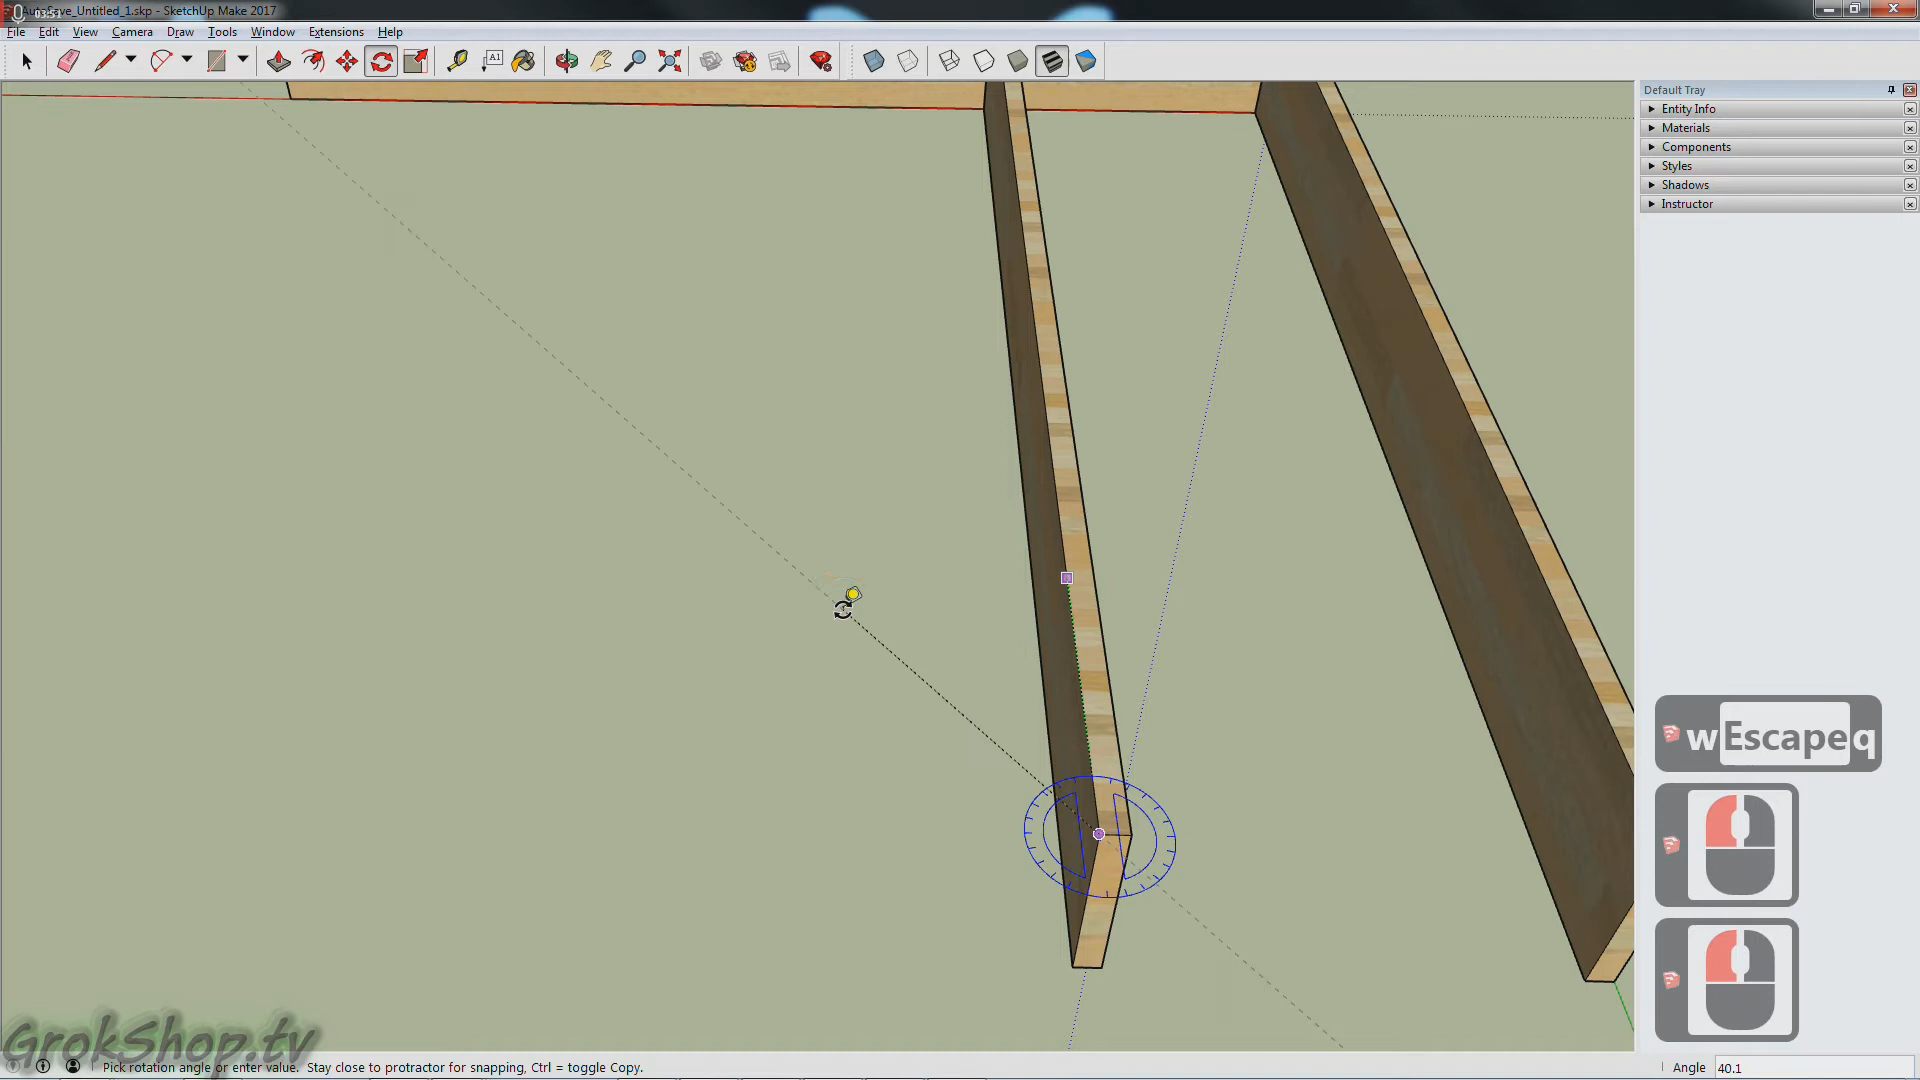 AutoSave_Untitled_1.skp - SketchUp Make 2017
File Edit View Camera Draw Tools Window Extensions Help
A1
Default Tray
Entity Info
Materials
Components
Styles
Shadows
Instructor
wEscapeq
GrokShop.tv
Pick rotation angle or enter value. Stay close to protractor for snapping, Ctrl = toggle Copy.
Angle 40.1